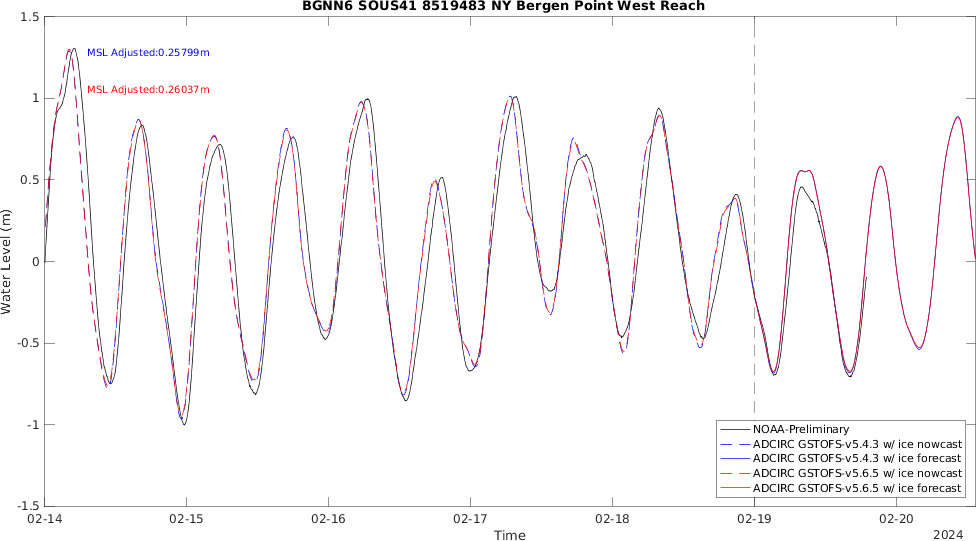 BGNN6 SOUS41 8519483 NY Bergen Point West Reach
MSL Adjusted:0.25799m
MSL Adjusted:0.26037m
1.5
1
0.5
0
-0.5
-1
-1.5
Water Level (m)
NOAA-Preliminary
ADCIRC GSTOFS-v5.4.3 w/ ice nowcast
ADCIRC GSTOFS-v5.4.3 w/ ice forecast
ADCIRC GSTOFS-v5.6.5 w/ ice nowcast
ADCIRC GSTOFS-v5.6.5 w/ ice forecast
02-14 02-15 02-16 02-17 02-18 02-19 02-20
Time
2024